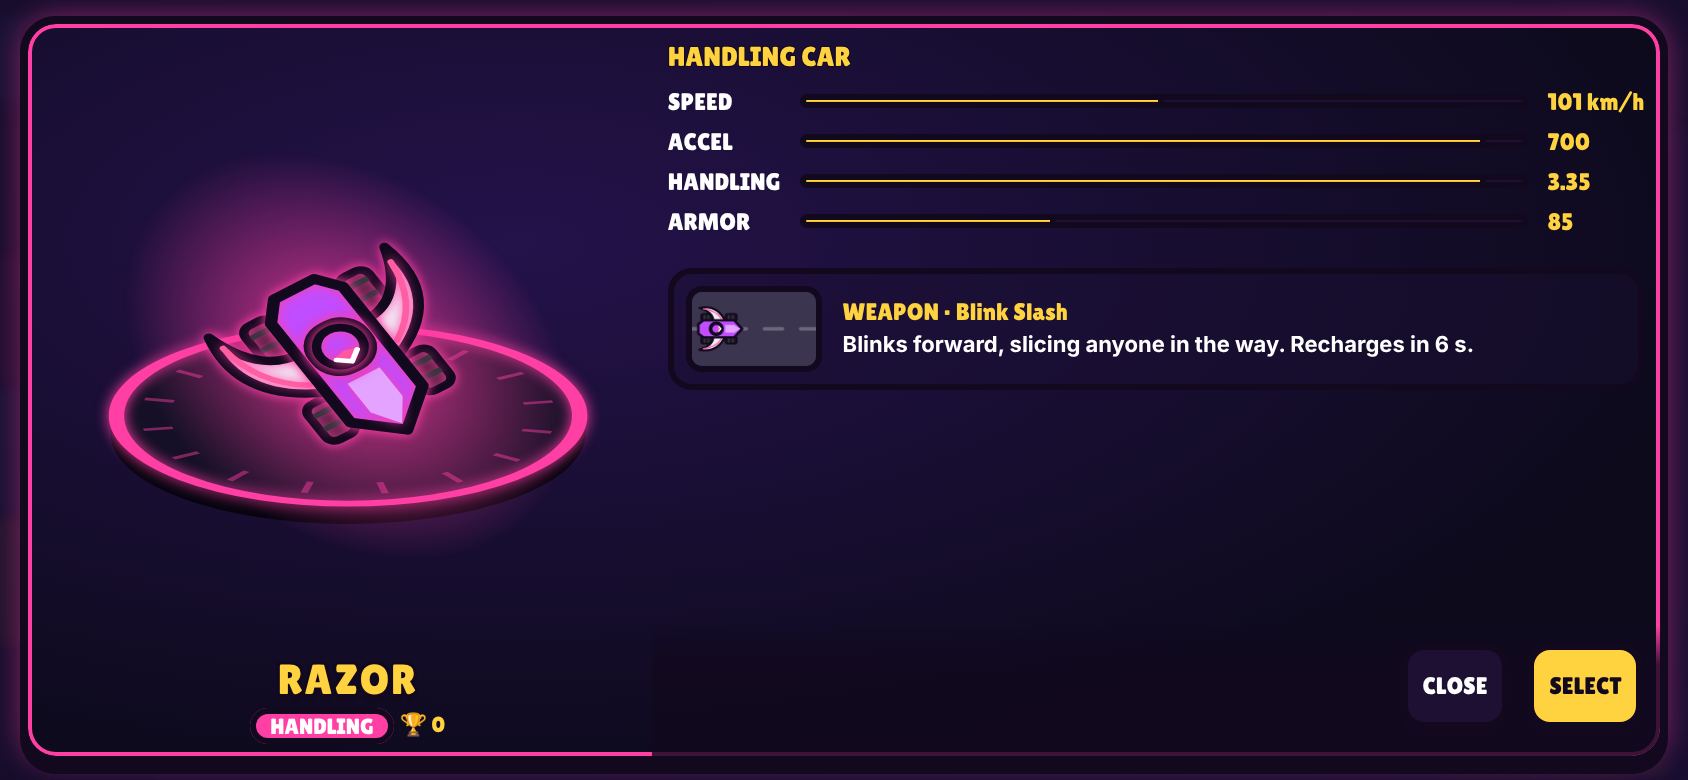 HANDLING CAR
SPEED 101 km/h
ACCEL 700
HANDLING 3.35
ARMOR 85
WEAPON · Blink Slash
Blinks forward, slicing anyone in the way. Recharges in 6 s.
RAZOR
HANDLING 🏆 0
CLOSE SELECT